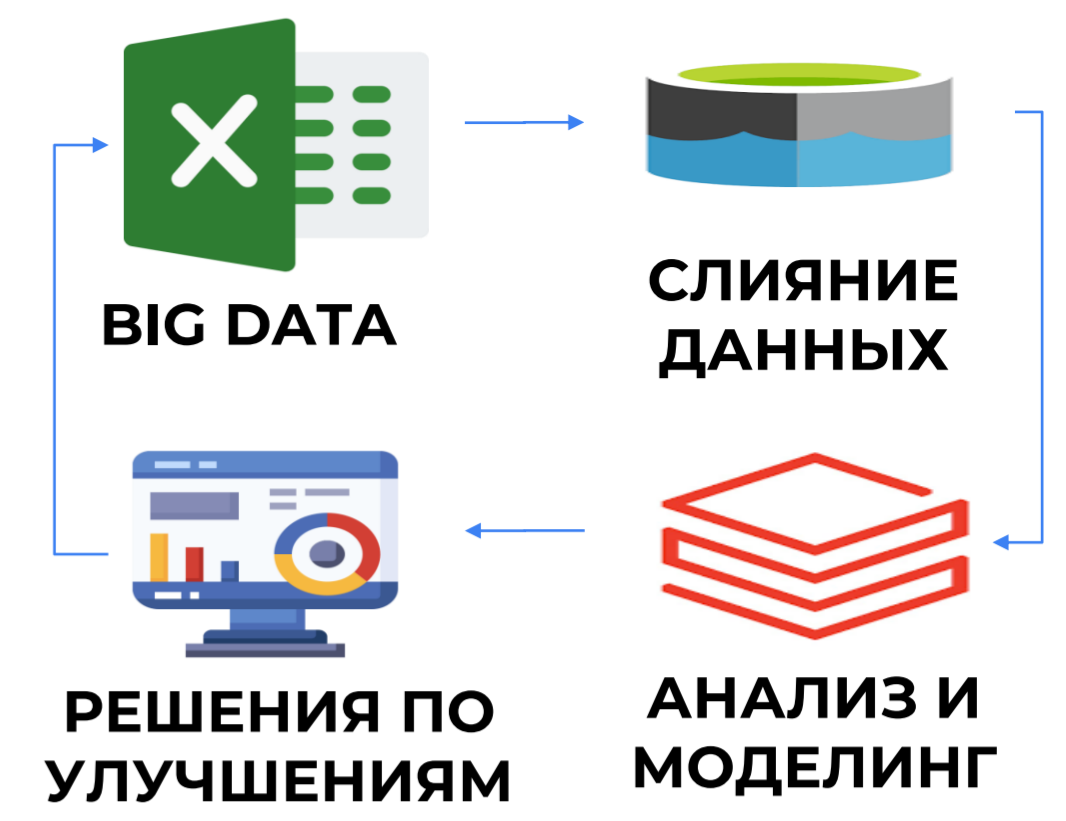 BIG DATA
СЛИЯНИЕ
ДАННЫХ
РЕШЕНИЯ ПО
УЛУЧШЕНИЯМ
АНАЛИЗ И
МОДЕЛИНГ